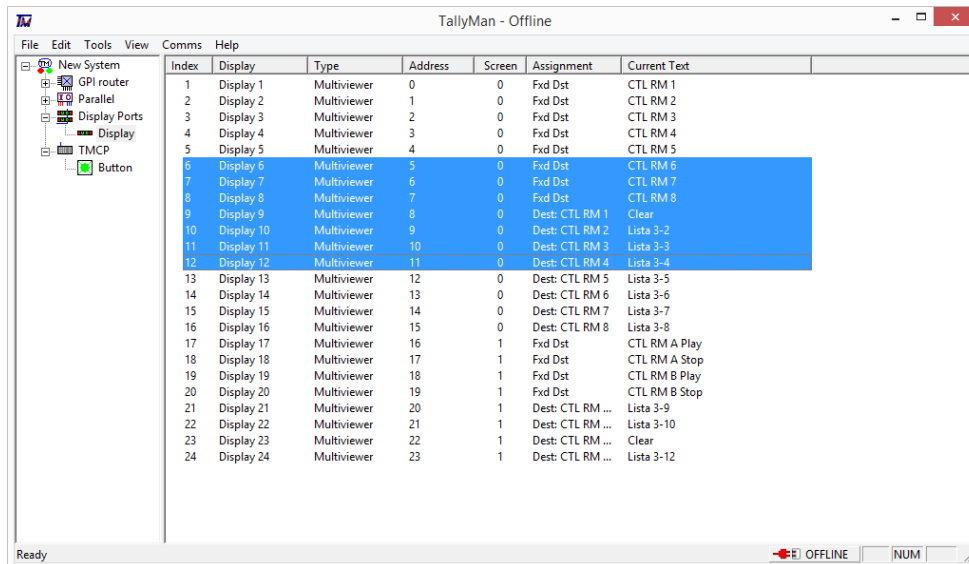 TallyMan - Offline
File Edit Tools View Comms Help
New System
GPI router
Parallel
Display Ports
Display
TMCP
Button
Index Display Type Address Screen Assignment Current Text
1 Display 1 Multiviewer 0 0 Fxd Dst CTL RM 1
2 Display 2 Multiviewer 1 0 Fxd Dst CTL RM 2
3 Display 3 Multiviewer 2 0 Fxd Dst CTL RM 3
4 Display 4 Multiviewer 3 0 Fxd Dst CTL RM 4
5 Display 5 Multiviewer 4 0 Fxd Dst CTL RM 5
6 Display 6 Multiviewer 5 0 Fxd Dst CTL RM 6
7 Display 7 Multiviewer 6 0 Fxd Dst CTL RM 7
8 Display 8 Multiviewer 7 0 Fxd Dst CTL RM 8
9 Display 9 Multiviewer 8 0 Dest: CTL RM 1 Clear
10 Display 10 Multiviewer 9 0 Dest: CTL RM 2 Lista 3-2
11 Display 11 Multiviewer 10 0 Dest: CTL RM 3 Lista 3-3
12 Display 12 Multiviewer 11 0 Dest: CTL RM 4 Lista 3-4
13 Display 13 Multiviewer 12 0 Dest: CTL RM 5 Lista 3-5
14 Display 14 Multiviewer 13 0 Dest: CTL RM 6 Lista 3-6
15 Display 15 Multiviewer 14 0 Dest: CTL RM 7 Lista 3-7
16 Display 16 Multiviewer 15 0 Dest: CTL RM 8 Lista 3-8
17 Display 17 Multiviewer 16 1 Fxd Dst CTL RM A Play
18 Display 18 Multiviewer 17 1 Fxd Dst CTL RM A Stop
19 Display 19 Multiviewer 18 1 Fxd Dst CTL RM B Play
20 Display 20 Multiviewer 19 1 Fxd Dst CTL RM B Stop
21 Display 21 Multiviewer 20 1 Dest: CTL RM ... Lista 3-9
22 Display 22 Multiviewer 21 1 Dest: CTL RM ... Lista 3-10
23 Display 23 Multiviewer 22 1 Dest: CTL RM ... Clear
24 Display 24 Multiviewer 23 1 Dest: CTL RM ... Lista 3-12
Ready OFFLINE NUM